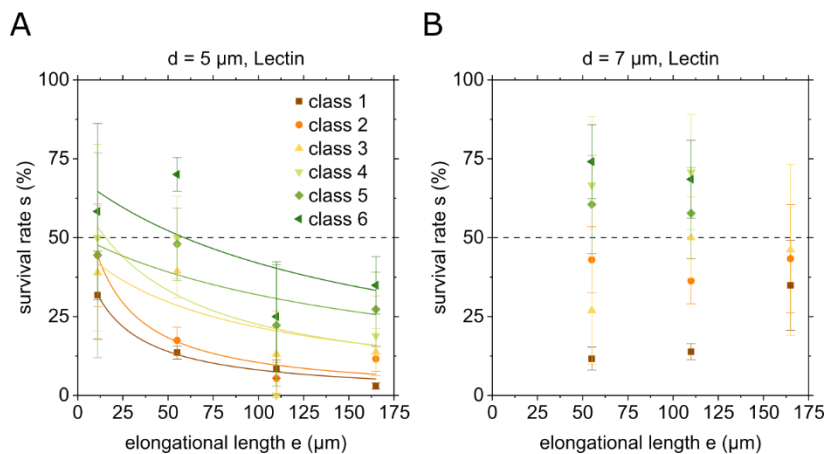 A
d = 5 µm, Lectin
100
75
50
25
0
survival rate s (%)
class 1
class 2
class 3
class 4
class 5
class 6
0 25 50 75 100 125 150 175
elongational length e (µm)
B
d = 7 µm, Lectin
100
75
50
25
0
survival rate s (%)
0 25 50 75 100 125 150 175
elongational length e (µm)